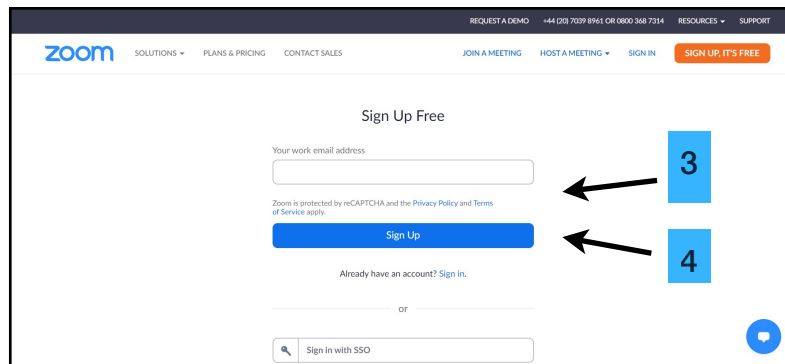 REQUEST A DEMO +44 (20) 7039 8961 OR 0800 368 7314 RESOURCES SUPPORT
zoom SOLUTIONS PLANS & PRICING CONTACT SALES JOIN A MEETING HOST A MEETING SIGN IN SIGN UP, IT'S FREE
Sign Up Free
Your work email address
3
Zoom is protected by reCAPTCHA and the Privacy Policy and Terms
of Service apply.
Sign Up
4
Already have an account? Sign in.
or
Sign in with SSO